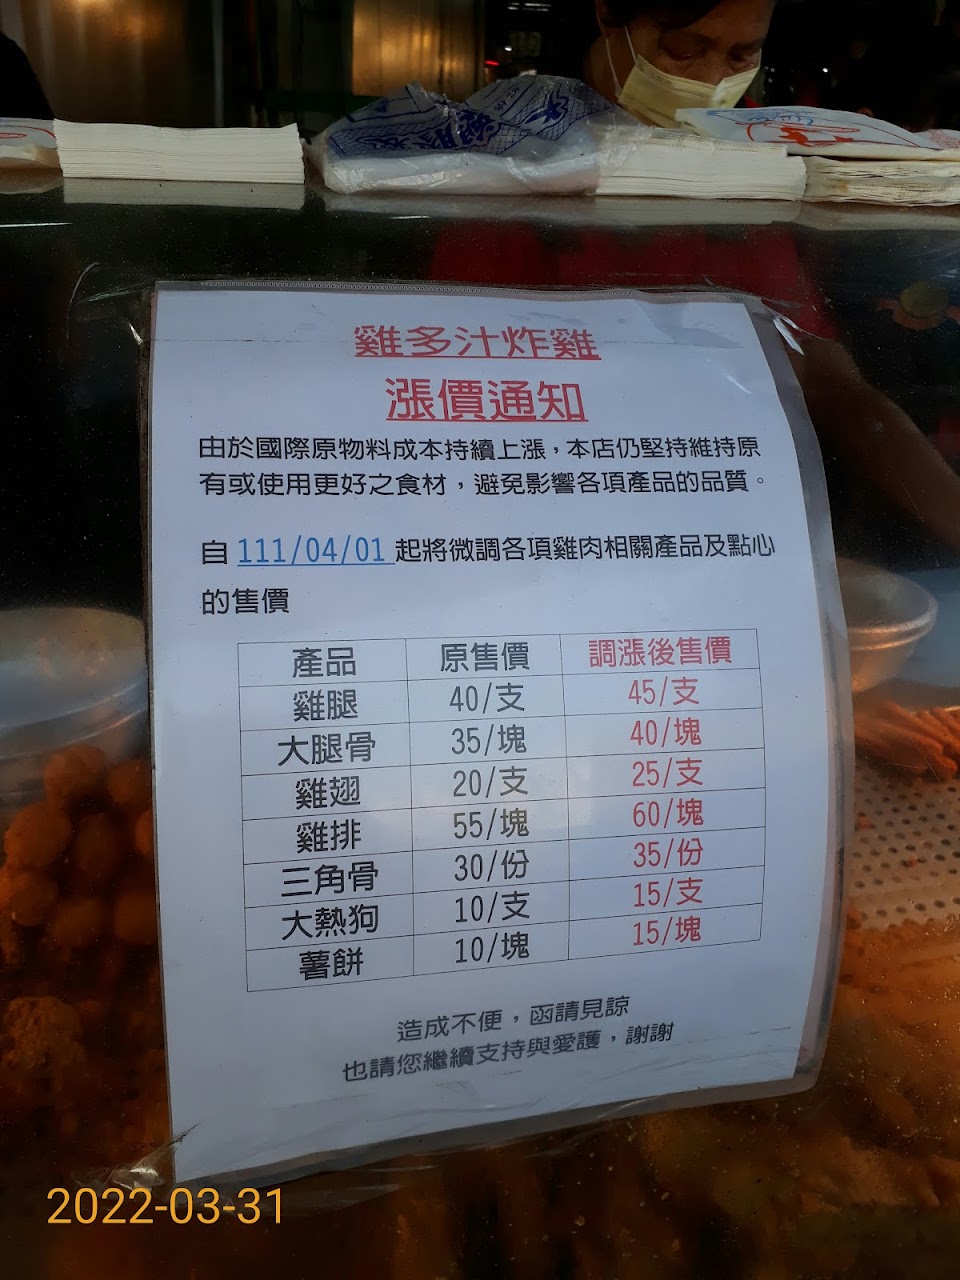 雞多汁炸雞
漲價通知
由於國際原物料成本持續上漲，本店仍堅持維持原
有或使用更好之食材，避免影響各項產品的品質。
自 111/04/01 起將微調各項雞肉相關產品及點心
的售價
產品 原售價 調漲後售價
雞腿 40/支 45/支
大腿骨 35/塊 40/塊
雞翅 20/支 25/支
雞排 55/塊 60/塊
三角骨 30/份 35/份
大熱狗 10/支 15/支
薯餅 10/塊 15/塊
造成不便，函請見諒
也請您繼續支持與愛護，謝謝
2022-03-31